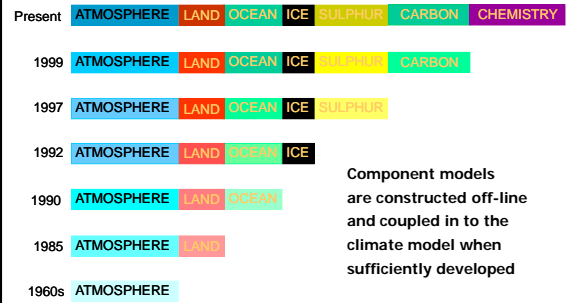 Present ATMOSPHERE LAND OCEAN ICE SULPHUR CARBON CHEMISTRY
1999 ATMOSPHERE LAND OCEAN ICE SULPHUR CARBON
1997 ATMOSPHERE LAND OCEAN ICE SULPHUR
1992 ATMOSPHERE LAND OCEAN ICE
1990 ATMOSPHERE LAND OCEAN
1985 ATMOSPHERE LAND
1960s ATMOSPHERE
Component models
are constructed off-line
and coupled in to the
climate model when
sufficiently developed